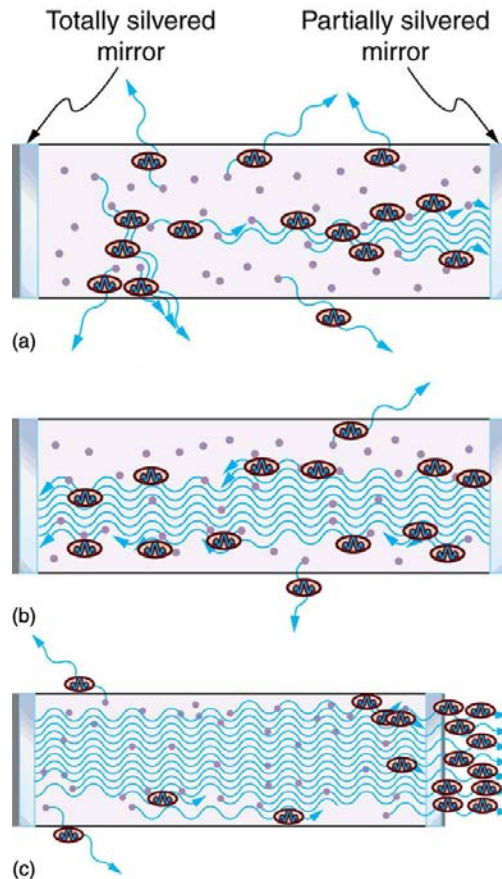 Totally silvered
mirror
Partially silvered
mirror
(a)
(b)
(c)